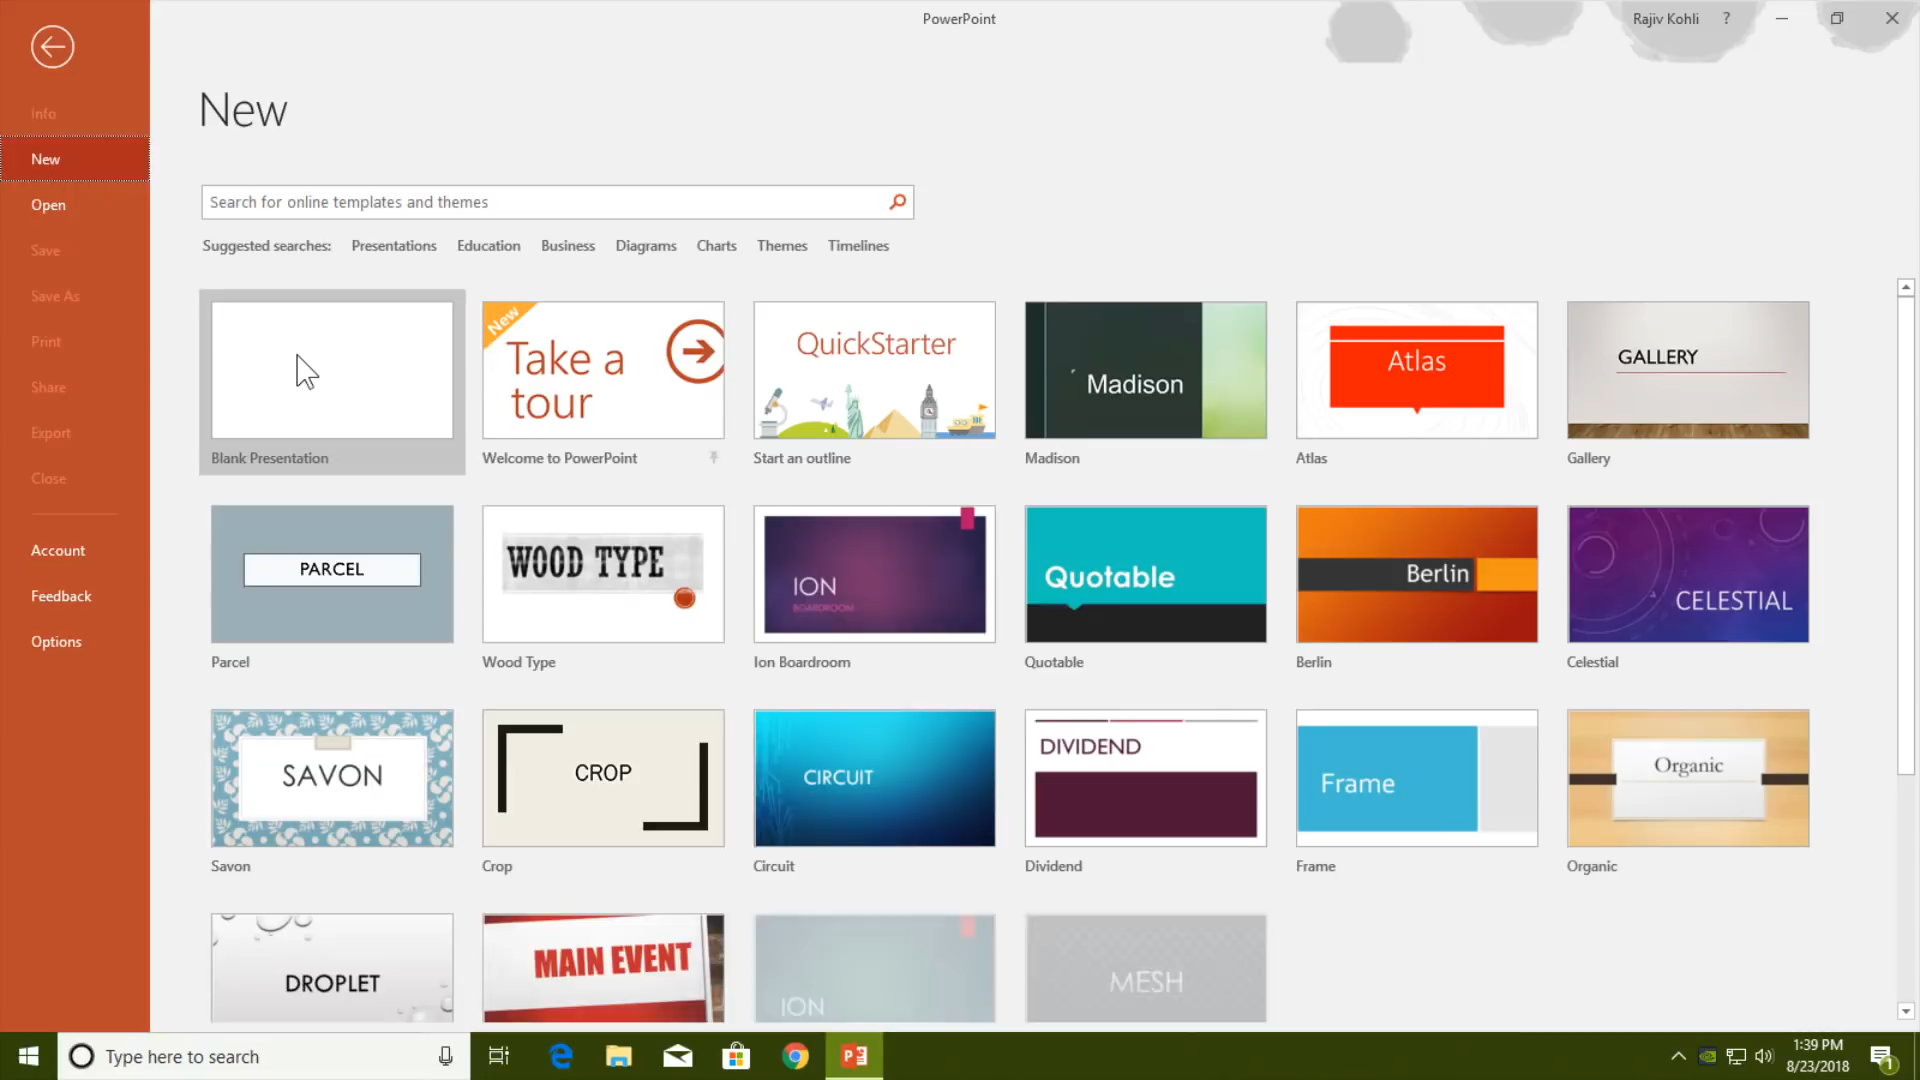 PowerPoint
Rajiv Kohli ?
Info
New
Open
Save
Save As
Print
Share
Export
Close
Account
Feedback
Options
New
Search for online templates and themes
Suggested searches: Presentations Education Business Diagrams Charts Themes Timelines
Blank Presentation
New
Take a
tour
Welcome to PowerPoint
QuickStarter
Start an outline
Madison
Madison
Atlas
Atlas
GALLERY
Gallery
PARCEL
Parcel
WOOD TYPE
Wood Type
ION
BOARDROOM
Ion Boardroom
Quotable
Quotable
Berlin
Berlin
CELESTIAL
Celestial
SAVON
Savon
CROP
Crop
CIRCUIT
Circuit
DIVIDEND
Dividend
Frame
Frame
Organic
Organic
DROPLET
MAIN EVENT
ION
MESH
Type here to search
1:39 PM
8/23/2018
1